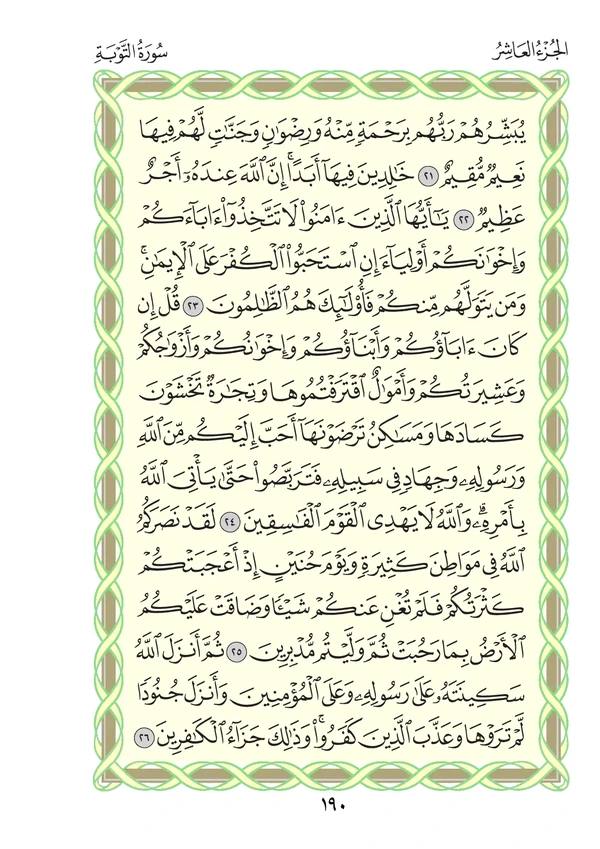 الجُزْءُ العَاشِرُ
سُورَةُ التَّوْبَةِ
يُبَشِّرُهُمْ رَبُّهُم بِرَحْمَةٍ مِّنْهُ وَرِضْوَٰنٍ وَجَنَّٰتٍ لَّهُمْ فِيهَا
نَعِيمٌ مُّقِيمٌ ٢١ خَٰلِدِينَ فِيهَآ أَبَدًا ۚ إِنَّ ٱللَّهَ عِندَهُۥٓ أَجْرٌ
عَظِيمٌ ٢٢ يَٰٓأَيُّهَا ٱلَّذِينَ ءَامَنُوا۟ لَا تَتَّخِذُوٓا۟ ءَابَآءَكُمْ
وَإِخْوَٰنَكُمْ أَوْلِيَآءَ إِنِ ٱسْتَحَبُّوا۟ ٱلْكُفْرَ عَلَى ٱلْإِيمَٰنِ ۚ
وَمَن يَتَوَلَّهُم مِّنكُمْ فَأُو۟لَٰٓئِكَ هُمُ ٱلظَّٰلِمُونَ ٢٣ قُلْ إِن
كَانَ ءَابَآؤُكُمْ وَأَبْنَآؤُكُمْ وَإِخْوَٰنُكُمْ وَأَزْوَٰجُكُمْ
وَعَشِيرَتُكُمْ وَأَمْوَٰلٌ ٱقْتَرَفْتُمُوهَا وَتِجَٰرَةٌ تَخْشَوْنَ
كَسَادَهَا وَمَسَٰكِنُ تَرْضَوْنَهَآ أَحَبَّ إِلَيْكُم مِّنَ ٱللَّهِ
وَرَسُولِهِۦ وَجِهَادٍ فِى سَبِيلِهِۦ فَتَرَبَّصُوا۟ حَتَّىٰ يَأْتِىَ ٱللَّهُ
بِأَمْرِهِۦ ۗ وَٱللَّهُ لَا يَهْدِى ٱلْقَوْمَ ٱلْفَٰسِقِينَ ٢٤ لَقَدْ نَصَرَكُمُ
ٱللَّهُ فِى مَوَاطِنَ كَثِيرَةٍ ۙ وَيَوْمَ حُنَيْنٍ ۙ إِذْ أَعْجَبَتْكُمْ
كَثْرَتُكُمْ فَلَمْ تُغْنِ عَنكُمْ شَيْـًٔا وَضَاقَتْ عَلَيْكُمُ
ٱلْأَرْضُ بِمَا رَحُبَتْ ثُمَّ وَلَّيْتُم مُّدْبِرِينَ ٢٥ ثُمَّ أَنزَلَ ٱللَّهُ
سَكِينَتَهُۥ عَلَىٰ رَسُولِهِۦ وَعَلَى ٱلْمُؤْمِنِينَ وَأَنزَلَ جُنُودًا
لَّمْ تَرَوْهَا وَعَذَّبَ ٱلَّذِينَ كَفَرُوا۟ ۚ وَذَٰلِكَ جَزَآءُ ٱلْكَٰفِرِينَ ٢٦
١٩٠